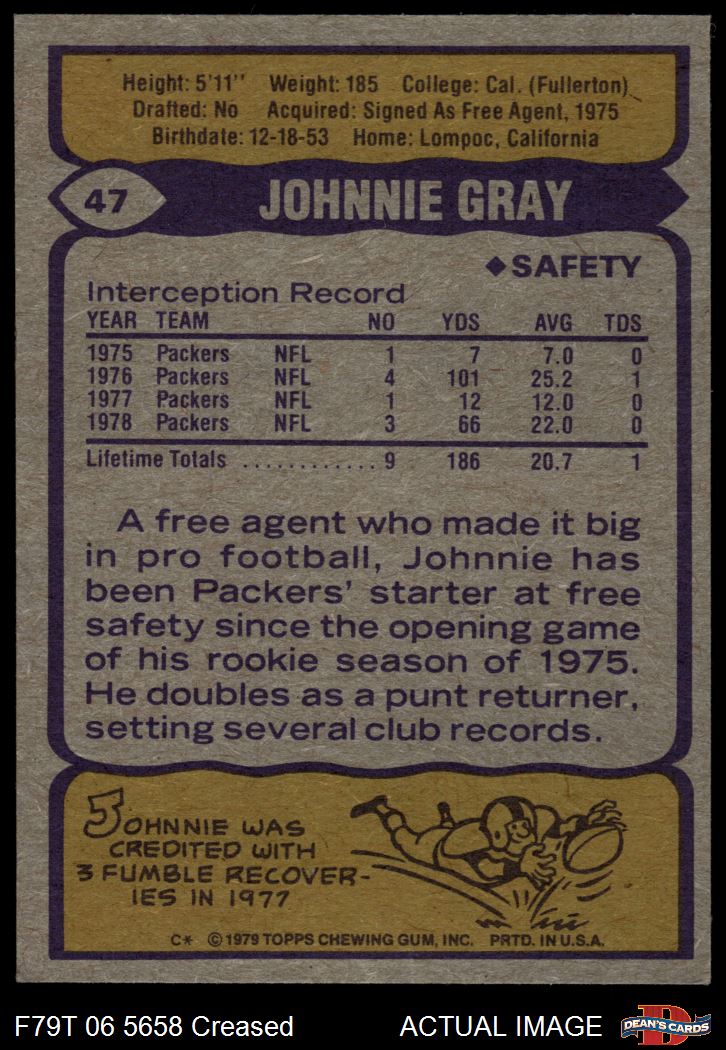 Height: 5'11'' Weight: 185 College: Cal. (Fullerton)
Drafted: No Acquired: Signed As Free Agent, 1975
Birthdate: 12-18-53 Home: Lompoc, California
47 JOHNNIE GRAY
◆SAFETY
Interception Record
YEAR TEAM NO YDS AVG TDS
1975 Packers NFL 1 7 7.0 0
1976 Packers NFL 4 101 25.2 1
1977 Packers NFL 1 12 12.0 0
1978 Packers NFL 3 66 22.0 0
Lifetime Totals ............ 9 186 20.7 1
A free agent who made it big
in pro football, Johnnie has
been Packers' starter at free
safety since the opening game
of his rookie season of 1975.
He doubles as a punt returner,
setting several club records.
JOHNNIE WAS
CREDITED WITH
3 FUMBLE RECOVER-
IES IN 1977
C* © 1979 TOPPS CHEWING GUM, INC. PRTD. IN U.S.A.
F79T 06 5658 Creased ACTUAL IMAGE
D
DEAN'S CARDS